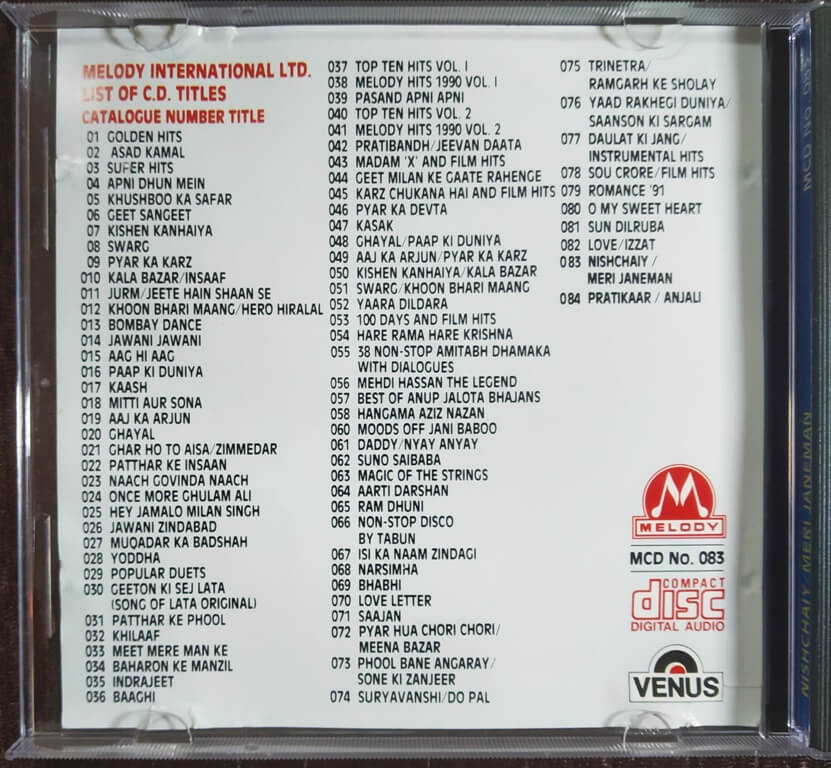 MELODY INTERNATIONAL LTD.
LIST OF C.D. TITLES
CATALOGUE NUMBER TITLE
01 GOLDEN HITS
02 ASAD KAMAL
03 SUPER HITS
04 APNI DHUN MEIN
05 KHUSHBOO KA SAFAR
06 GEET SANGEET
07 KISHEN KANHAIYA
08 SWARG
09 PYAR KA KARZ
010 KALA BAZAR/INSAAF
011 JURM/JEETE HAIN SHAAN SE
012 KHOON BHARI MAANG/HERO HIRALAL
013 BOMBAY DANCE
014 JAWANI JAWANI
015 AAG HI AAG
016 PAAP KI DUNIYA
017 KAASH
018 MITTI AUR SONA
019 AAJ KA ARJUN
020 GHAYAL
021 GHAR HO TO AISA/ZIMMEDAR
022 PATTHAR KE INSAAN
023 NAACH GOVINDA NAACH
024 ONCE MORE GHULAM ALI
025 HEY JAMALO MILAN SINGH
026 JAWANI ZINDABAD
027 MUQADAR KA BADSHAH
028 YODDHA
029 POPULAR DUETS
030 GEETON KI SEJ LATA
(SONG OF LATA ORIGINAL)
031 PATTHAR KE PHOOL
032 KHILAAF
033 MEET MERE MAN KE
034 BAHARON KE MANZIL
035 INDRAJEET
036 BAAGHI
037 TOP TEN HITS VOL. I
038 MELODY HITS 1990 VOL. I
039 PASAND APNI APNI
040 TOP TEN HITS VOL. 2
041 MELODY HITS 1990 VOL. 2
042 PRATIBANDH/JEEVAN DAATA
043 MADAM 'X' AND FILM HITS
044 GEET MILAN KE GAATE RAHENGE
045 KARZ CHUKANA HAI AND FILM HITS
046 PYAR KA DEVTA
047 KASAK
048 GHAYAL/PAAP KI DUNIYA
049 AAJ KA ARJUN/PYAR KA KARZ
050 KISHEN KANHAIYA/KALA BAZAR
051 SWARG/KHOON BHARI MAANG
052 YAARA DILDARA
053 100 DAYS AND FILM HITS
054 HARE RAMA HARE KRISHNA
055 38 NON-STOP AMITABH DHAMAKA
WITH DIALOGUES
056 MEHDI HASSAN THE LEGEND
057 BEST OF ANUP JALOTA BHAJANS
058 HANGAMA AZIZ NAZAN
060 MOODS OFF JANI BABOO
061 DADDY/NYAY ANYAY
062 SUNO SAIBABA
063 MAGIC OF THE STRINGS
064 AARTI DARSHAN
065 RAM DHUNI
066 NON-STOP DISCO
BY TABUN
067 ISI KA NAAM ZINDAGI
068 NARSIMHA
069 BHABHI
070 LOVE LETTER
071 SAAJAN
072 PYAR HUA CHORI CHORI/
MEENA BAZAR
073 PHOOL BANE ANGARAY/
SONE KI ZANJEER
074 SURYAVANSHI/DO PAL
075 TRINETRA/
RAMGARH KE SHOLAY
076 YAAD RAKHEGI DUNIYA/
SAANSON KI SARGAM
077 DAULAT KI JANG/
INSTRUMENTAL HITS
078 SOU CRORE/FILM HITS
079 ROMANCE '91
080 O MY SWEET HEART
081 SUN DILRUBA
082 LOVE/IZZAT
083 NISHCHAIY /
MERI JANEMAN
084 PRATIKAAR / ANJALI
MELODY
MCD No. 083
COMPACT
disc
DIGITAL AUDIO
VENUS
MCD No. 083
NISHCHAIY MERI JANEMAN